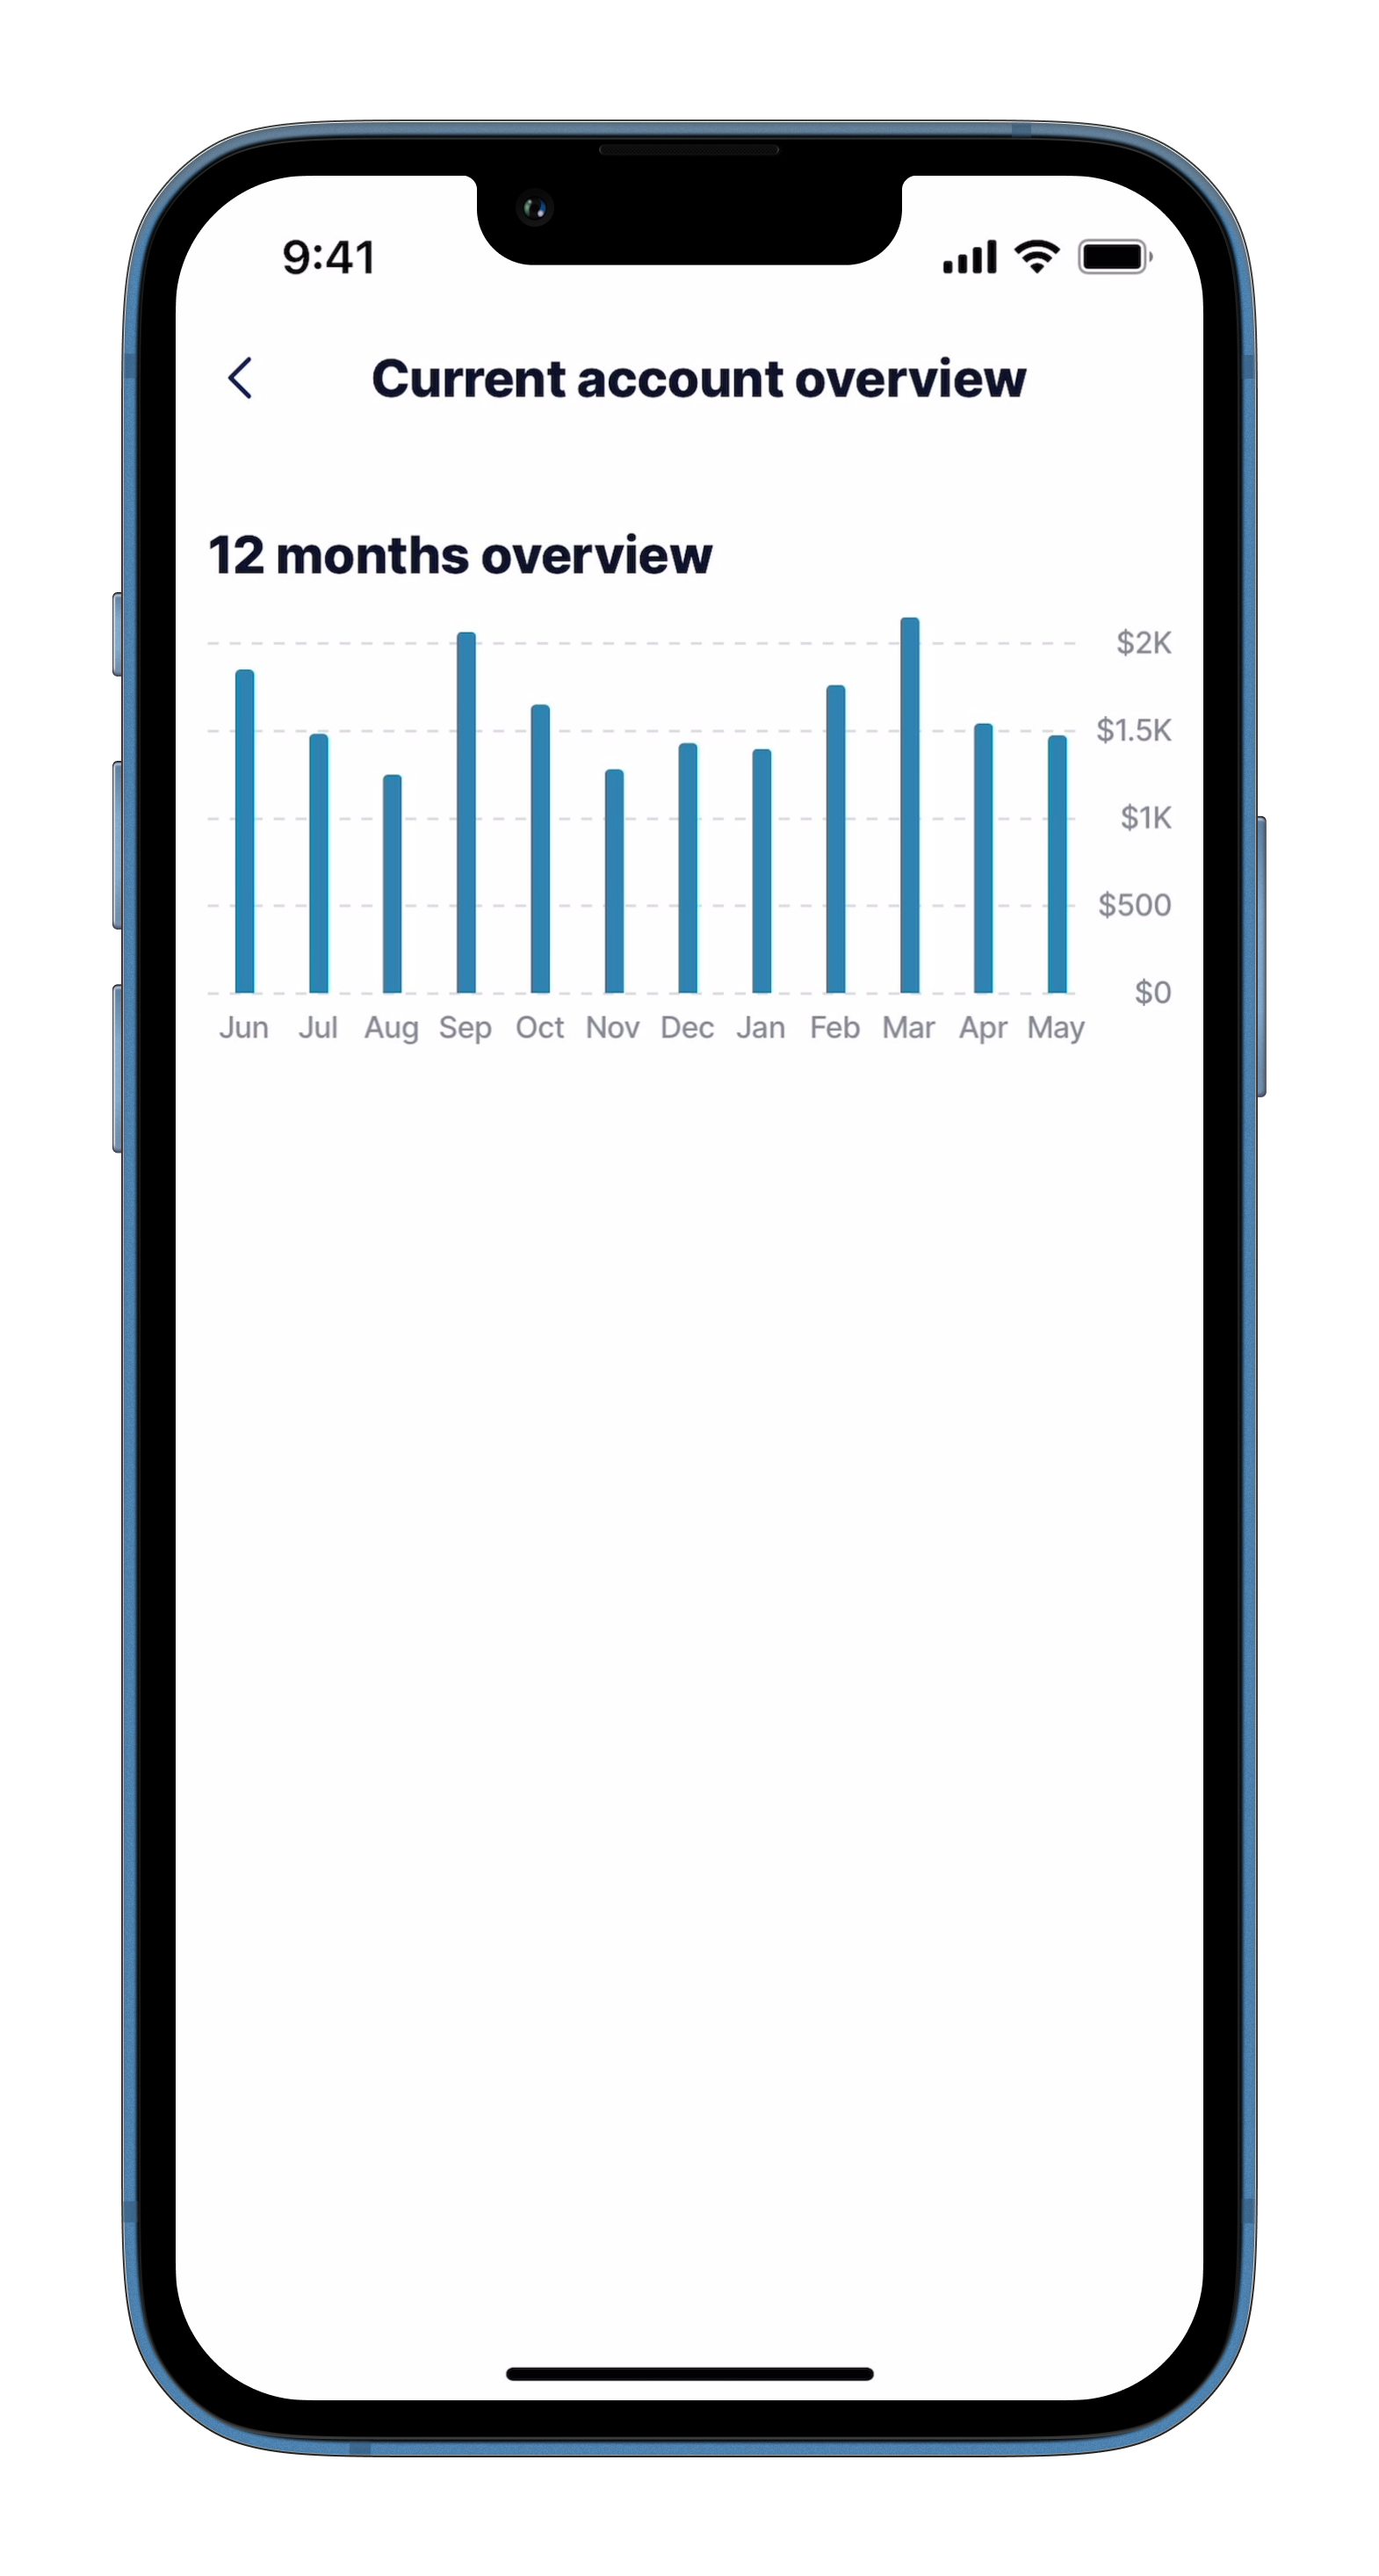 9:41
Current account overview
12 months overview
$2K
$1.5K
$1K
$500
$0
Jun Jul Aug Sep Oct Nov Dec Jan Feb Mar Apr May